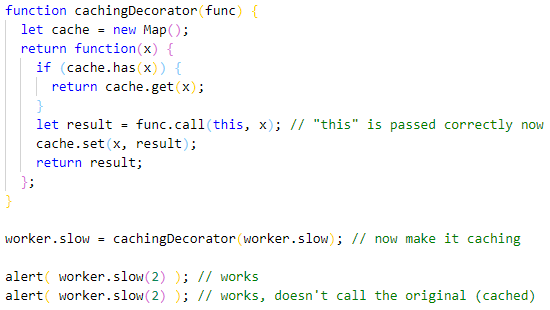 function cachingDecorator(func) {
  let cache = new Map();
  return function(x) {
    if (cache.has(x)) {
      return cache.get(x);
    }
    let result = func.call(this, x); // "this" is passed correctly now
    cache.set(x, result);
    return result;
  };
}
worker.slow = cachingDecorator(worker.slow); // now make it caching
alert( worker.slow(2) ); // works
alert( worker.slow(2) ); // works, doesn't call the original (cached)